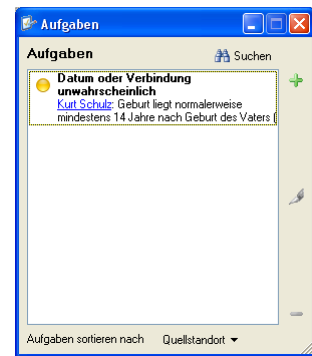 Aufgaben
Aufgaben
Suchen
Datum oder Verbindung
unwahrscheinlich
Kurt Schulz: Geburt liegt normalerweise
mindestens 14 Jahre nach Geburt des Vaters (
Aufgaben sortieren nach Quellstandort